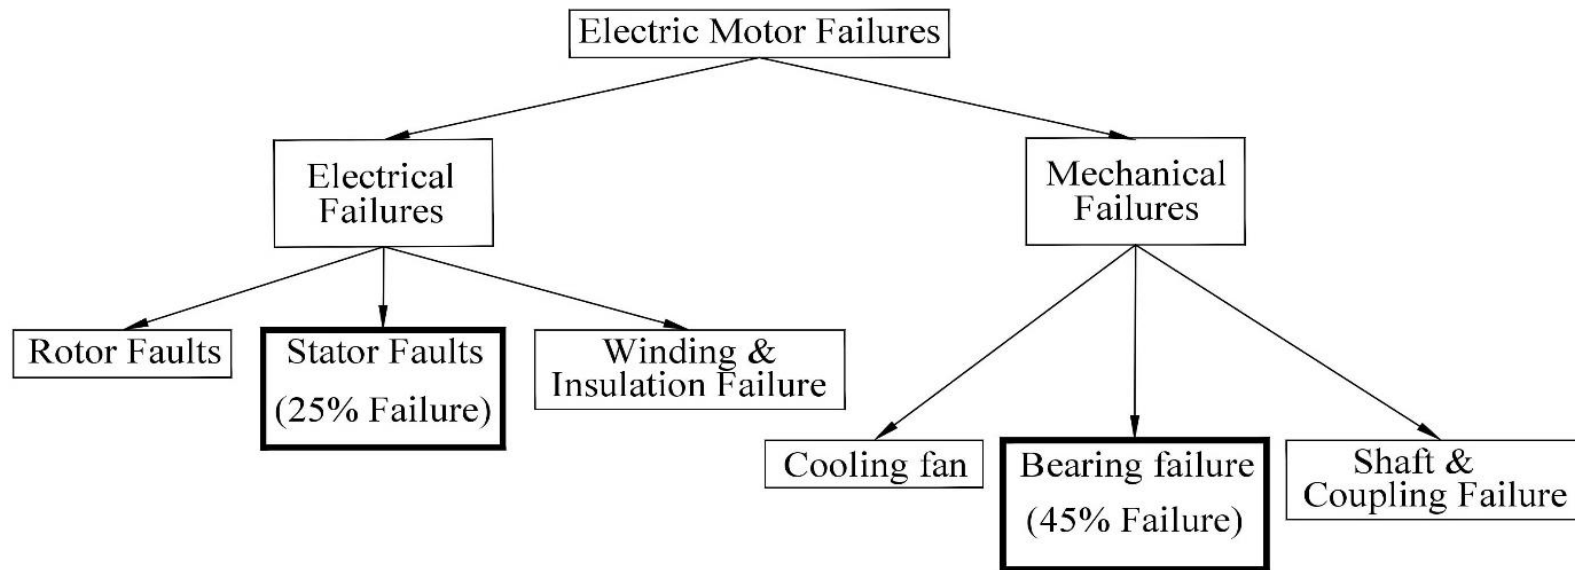 Electric Motor Failures
Electrical
Failures
Mechanical
Failures
Rotor Faults
Stator Faults
(25% Failure)
Winding &
Insulation Failure
Cooling fan
Bearing failure
(45% Failure)
Shaft &
Coupling Failure